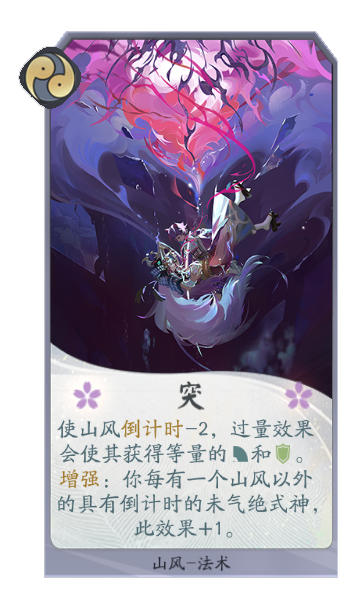 突
使山风倒计时-2，过量效果
会使其获得等量的和。
增强：你每有一个山风以外
的具有倒计时的未气绝式神，
此效果+1。
山风-法术